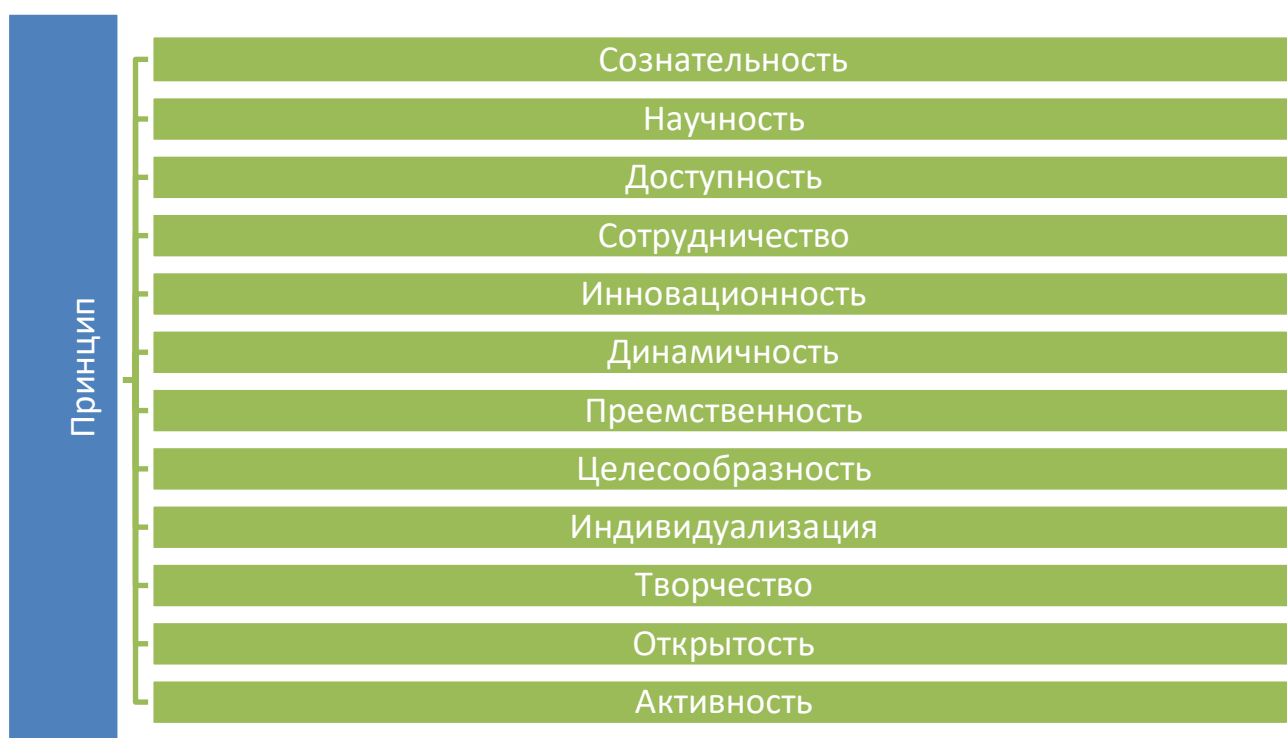 Принцип
Сознательность
Научность
Доступность
Сотрудничество
Инновационность
Динамичность
Преемственность
Целесообразность
Индивидуализация
Творчество
Открытость
Активность